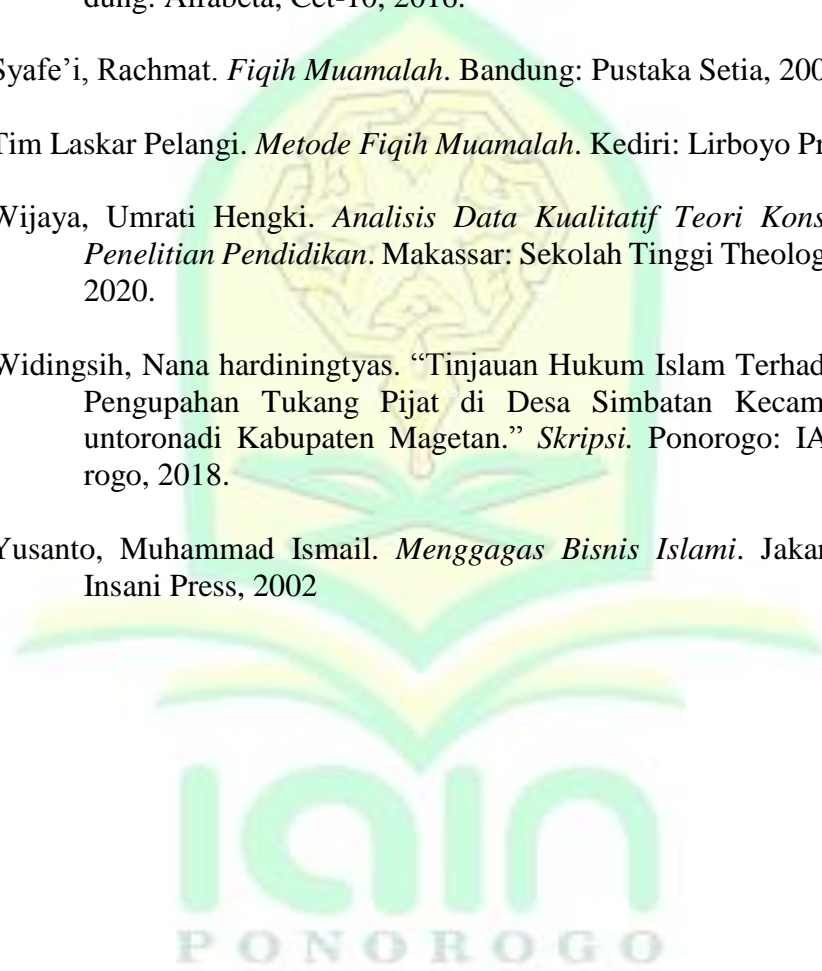 dung: Alfabeta, Cet-10, 2016.
Syafe’i, Rachmat. Fiqih Muamalah. Bandung: Pustaka Setia, 200
Tim Laskar Pelangi. Metode Fiqih Muamalah. Kediri: Lirboyo Pr
Wijaya, Umrati Hengki. Analisis Data Kualitatif Teori Kons
Penelitian Pendidikan. Makassar: Sekolah Tinggi Theolog
2020.
Widingsih, Nana hardiningtyas. “Tinjauan Hukum Islam Terhad
Pengupahan Tukang Pijat di Desa Simbatan Kecam
untoronadi Kabupaten Magetan.” Skripsi. Ponorogo: IA
rogo, 2018.
Yusanto, Muhammad Ismail. Menggagas Bisnis Islami. Jakar
Insani Press, 2002
iain
PONOROGO